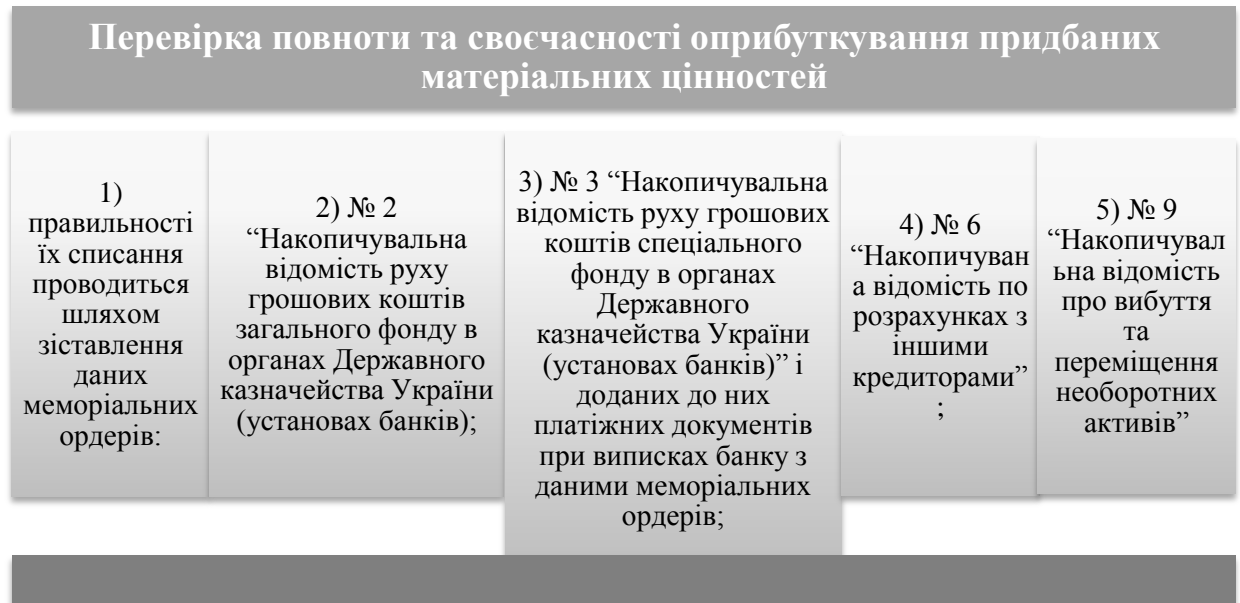 Перевірка повноти та своєчасності оприбуткування придбаних
матеріальних цінностей
1)
правильності
їх списання
проводиться
шляхом
зіставлення
даних
меморіальних
ордерів:
2) № 2
“Накопичувальна
відомість руху
грошових коштів
загального фонду в
органах Державного
казначейства України
(установах банків);
3) № 3 “Накопичувальна
відомість руху грошових
коштів спеціального
фонду в органах
Державного
казначейства України
(установах банків)” і
доданих до них
платіжних документів
при виписках банку з
даними меморіальних
ордерів;
4) № 6
“Накопичуван
а відомість по
розрахунках з
іншими
кредиторами”
;
5) № 9
“Накопичувал
ьна відомість
про вибуття
та
переміщення
необоротних
активів”